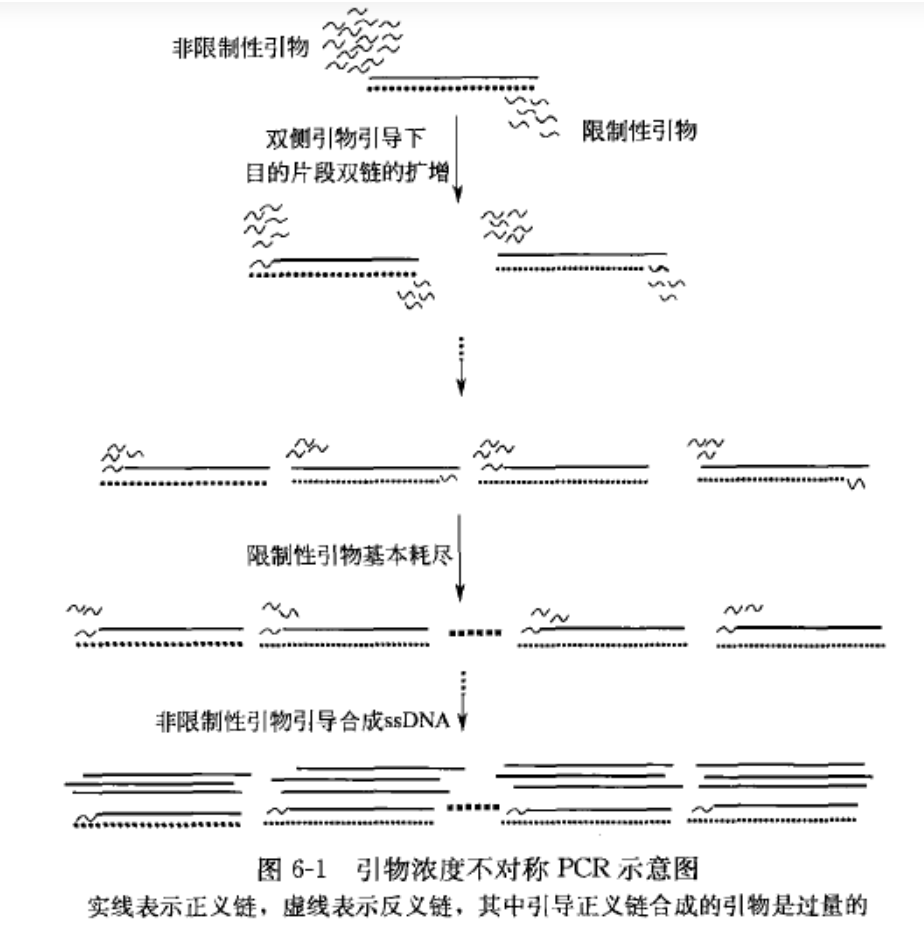 非限制性引物
限制性引物
双侧引物引导下
目的片段双链的扩增
限制性引物基本耗尽
非限制性引物引导合成ssDNA
图 6-1 引物浓度不对称 PCR 示意图
实线表示正义链，虚线表示反义链，其中引导正义链合成的引物是过量的